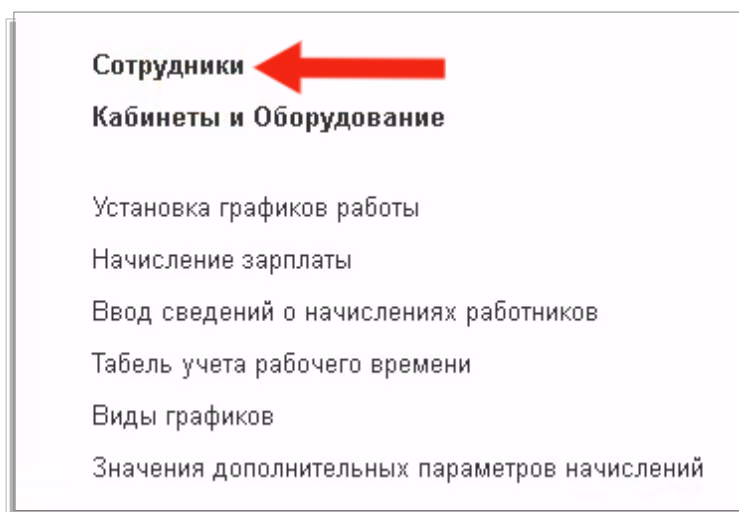 Сотрудники
Кабинеты и Оборудование
Установка графиков работы
Начисление зарплаты
Ввод сведений о начислениях работников
Табель учета рабочего времени
Виды графиков
Значения дополнительных параметров начислений